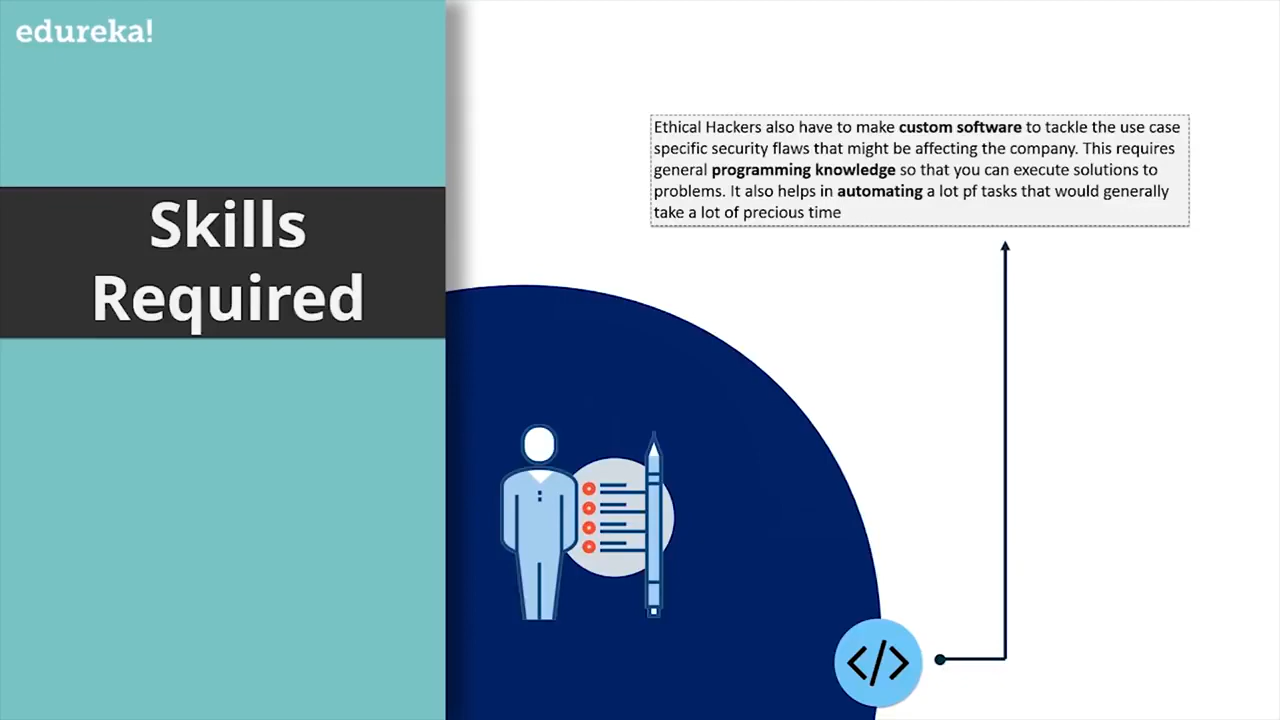 edureka!
Skills
Required
Ethical Hackers also have to make custom software to tackle the use case
specific security flaws that might be affecting the company. This requires
general programming knowledge so that you can execute solutions to
problems. It also helps in automating a lot pf tasks that would generally
take a lot of precious time
</>